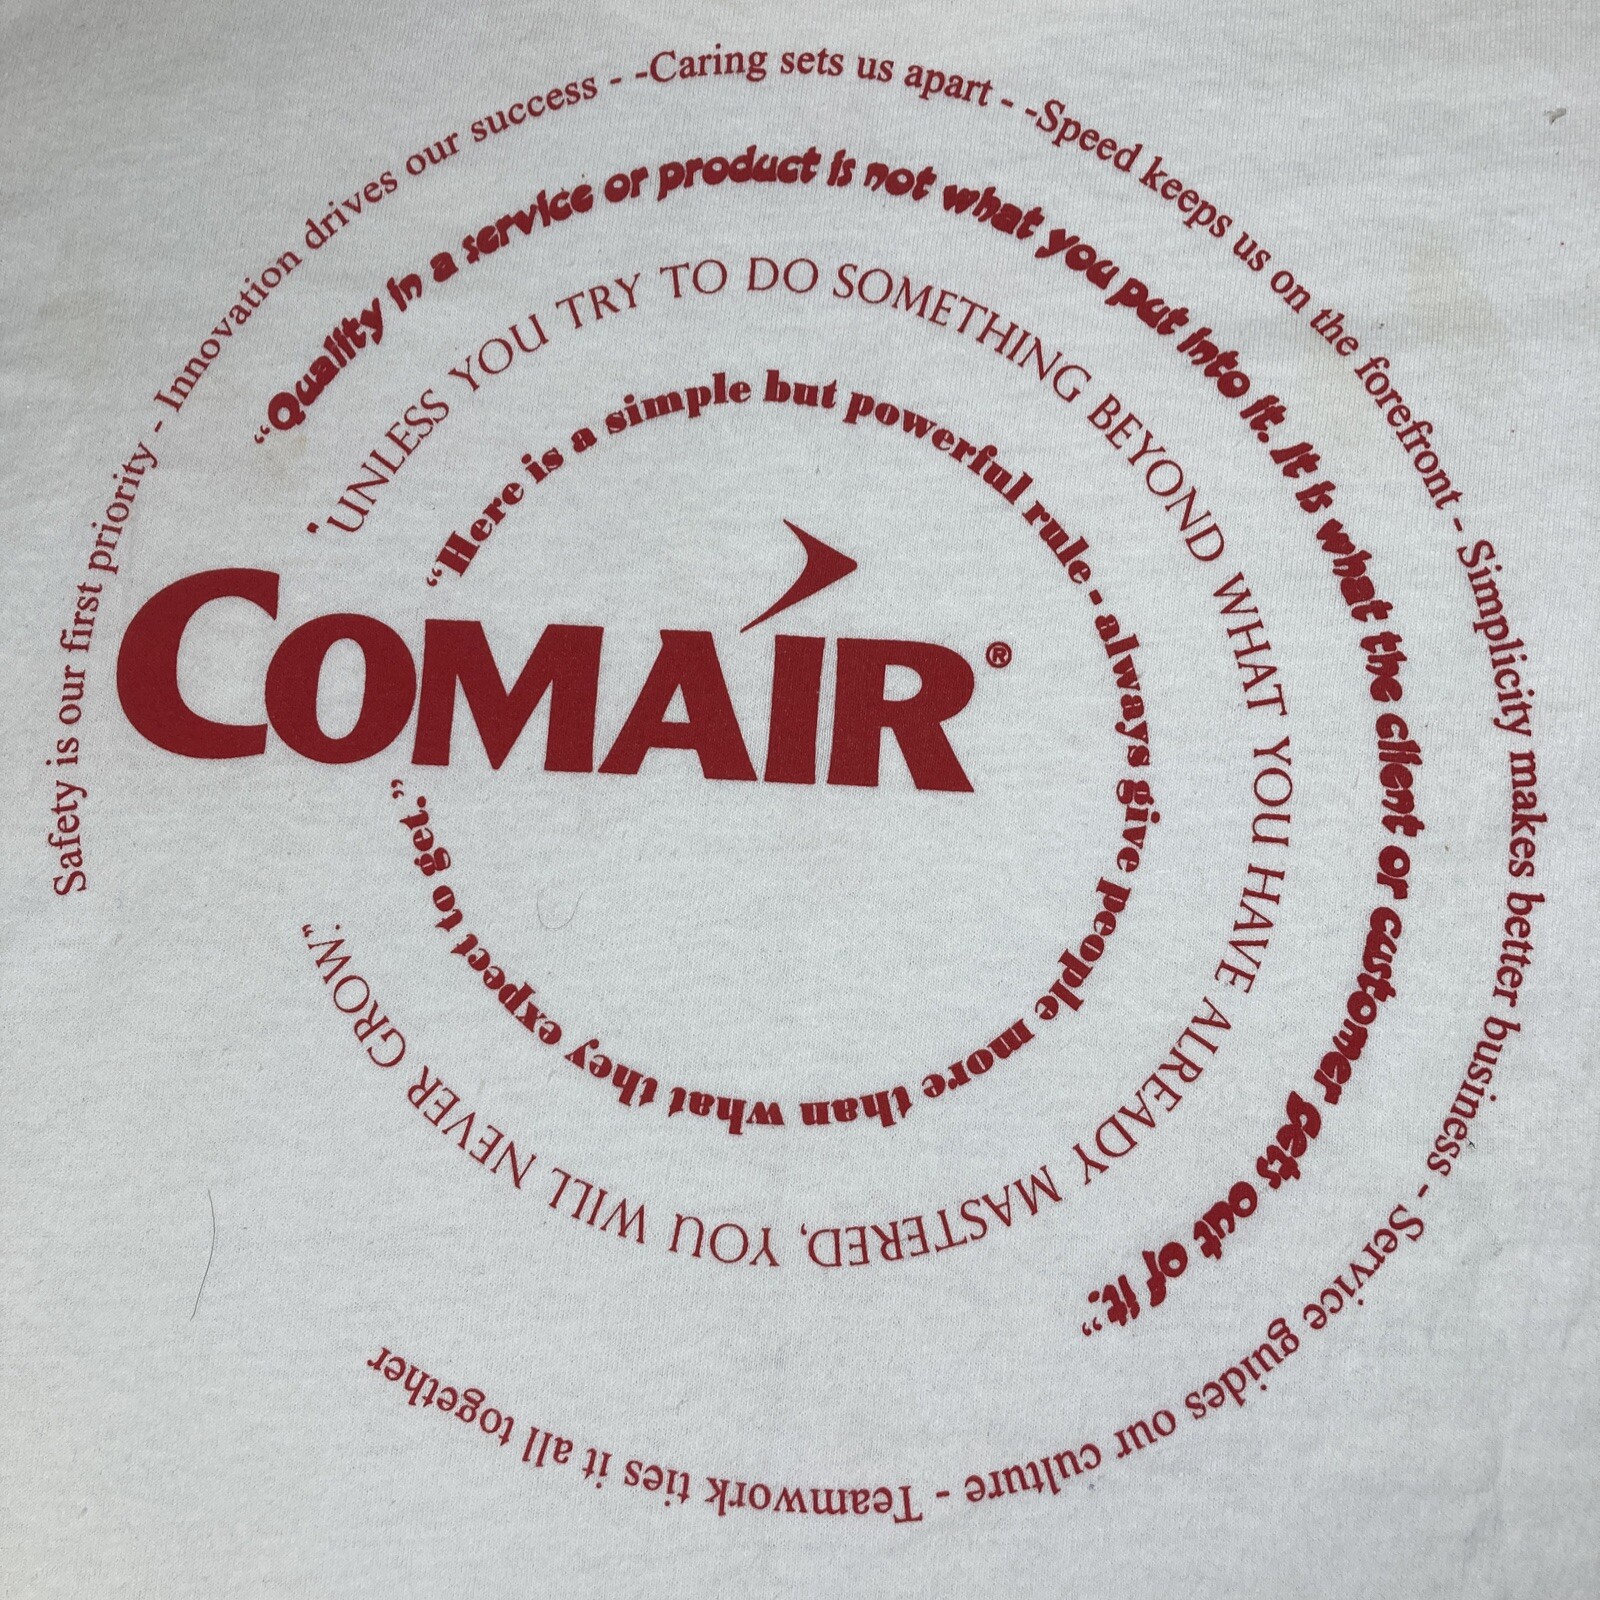 Safety is our first priority - Innovation drives our success - -Caring sets us apart - -Speed keeps us on the forefront - Simplicity makes better business - Service guides our culture - Teamwork ties it all together
“Quality in a service or product is not what you put into it. It is what the client or customer gets out of it.”
"UNLESS YOU TRY TO DO SOMETHING BEYOND WHAT YOU HAVE ALREADY MASTERED, YOU WILL NEVER GROW."
“Here is a simple but powerful rule - always give people more than what they expect to get.”
COMAIR®